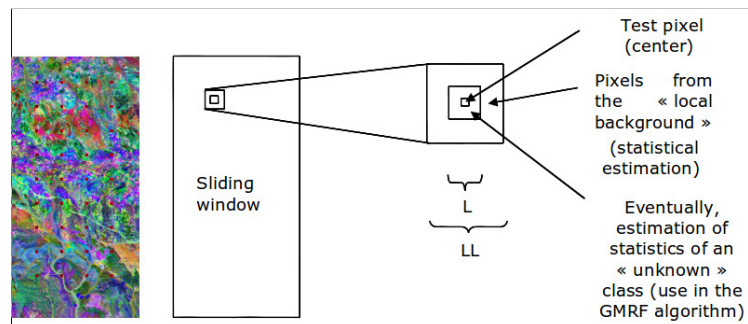 Test pixel
(center)
Pixels from
the « local
background »
(statistical
estimation)
Sliding
window
L
LL
Eventually,
estimation of
statistics of an
« unknown »
class (use in the
GMRF algorithm)